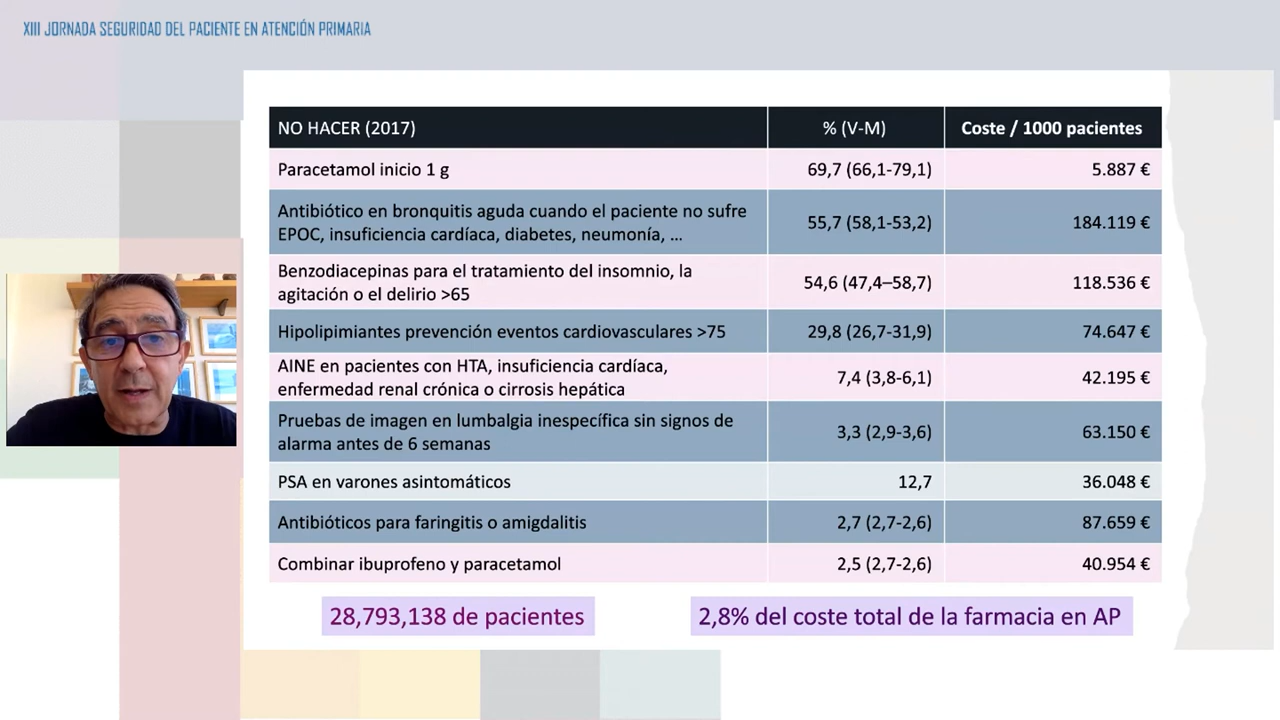 XIII JORNADA SEGURIDAD DEL PACIENTE EN ATENCIÓN PRIMARIA
NO HACER (2017) % (V-M) Coste / 1000 pacientes
Paracetamol inicio 1 g 69,7 (66,1-79,1) 5.887 €
Antibiótico en bronquitis aguda cuando el paciente no sufre
EPOC, insuficiencia cardíaca, diabetes, neumonía, ... 55,7 (58,1-53,2) 184.119 €
Benzodiacepinas para el tratamiento del insomnio, la
agitación o el delirio >65 54,6 (47,4–58,7) 118.536 €
Hipolipimiantes prevención eventos cardiovasculares >75 29,8 (26,7-31,9) 74.647 €
AINE en pacientes con HTA, insuficiencia cardíaca,
enfermedad renal crónica o cirrosis hepática 7,4 (3,8-6,1) 42.195 €
Pruebas de imagen en lumbalgia inespecífica sin signos de
alarma antes de 6 semanas 3,3 (2,9-3,6) 63.150 €
PSA en varones asintomáticos 12,7 36.048 €
Antibióticos para faringitis o amigdalitis 2,7 (2,7-2,6) 87.659 €
Combinar ibuprofeno y paracetamol 2,5 (2,7-2,6) 40.954 €
28,793,138 de pacientes 2,8% del coste total de la farmacia en AP